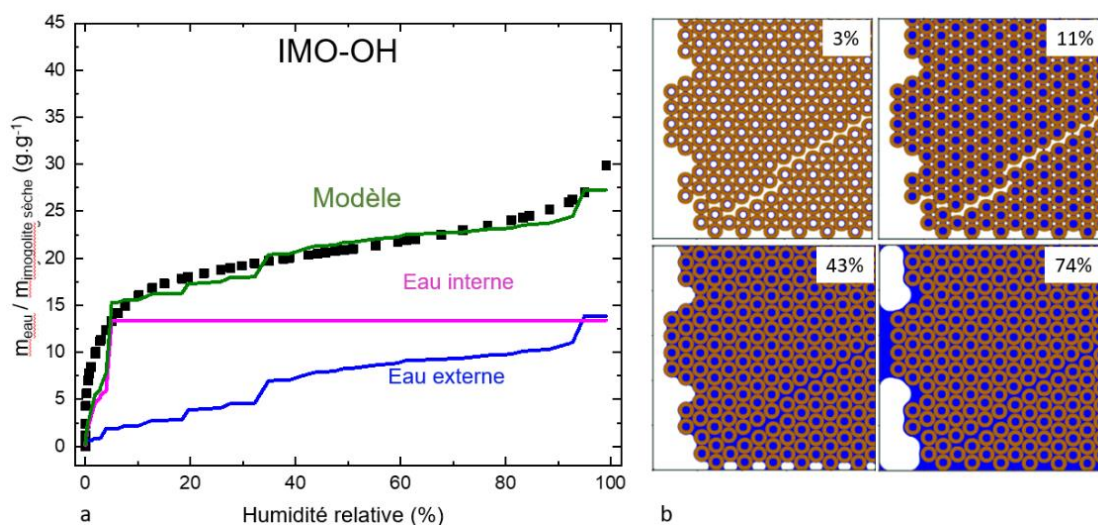 IMO-OH
45
40
35
30
25
20
15
10
5
0
m_eau / m_imogolite sèche (g.g⁻¹)
Modèle
Eau interne
Eau externe
0
20
40
60
80
100
Humidité relative (%)
a
3%
11%
43%
74%
b